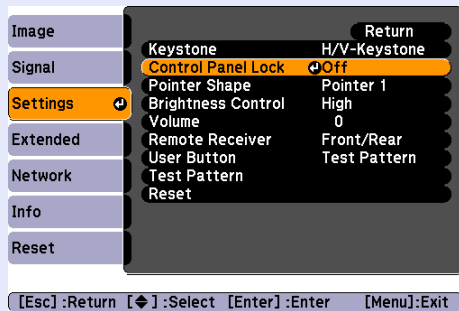 Image
Signal
Settings
Extended
Network
Info
Reset
Return
Keystone H/V-Keystone
Control Panel Lock Off
Pointer Shape Pointer 1
Brightness Control High
Volume 0
Remote Receiver Front/Rear
User Button Test Pattern
Test Pattern
Reset
[Esc] :Return [◆] :Select [Enter] :Enter [Menu]:Exit